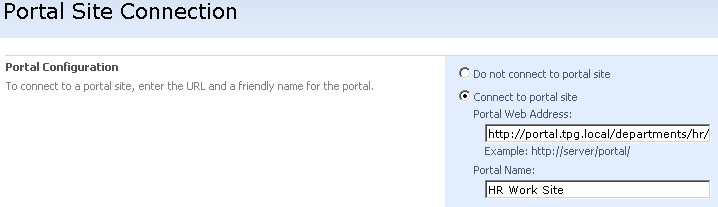 Portal Site Connection
Portal Configuration
To connect to a portal site, enter the URL and a friendly name for the portal.
Do not connect to portal site
Connect to portal site
Portal Web Address:
http://portal.tpg.local/departments/hr/
Example: http://server/portal/
Portal Name:
HR Work Site